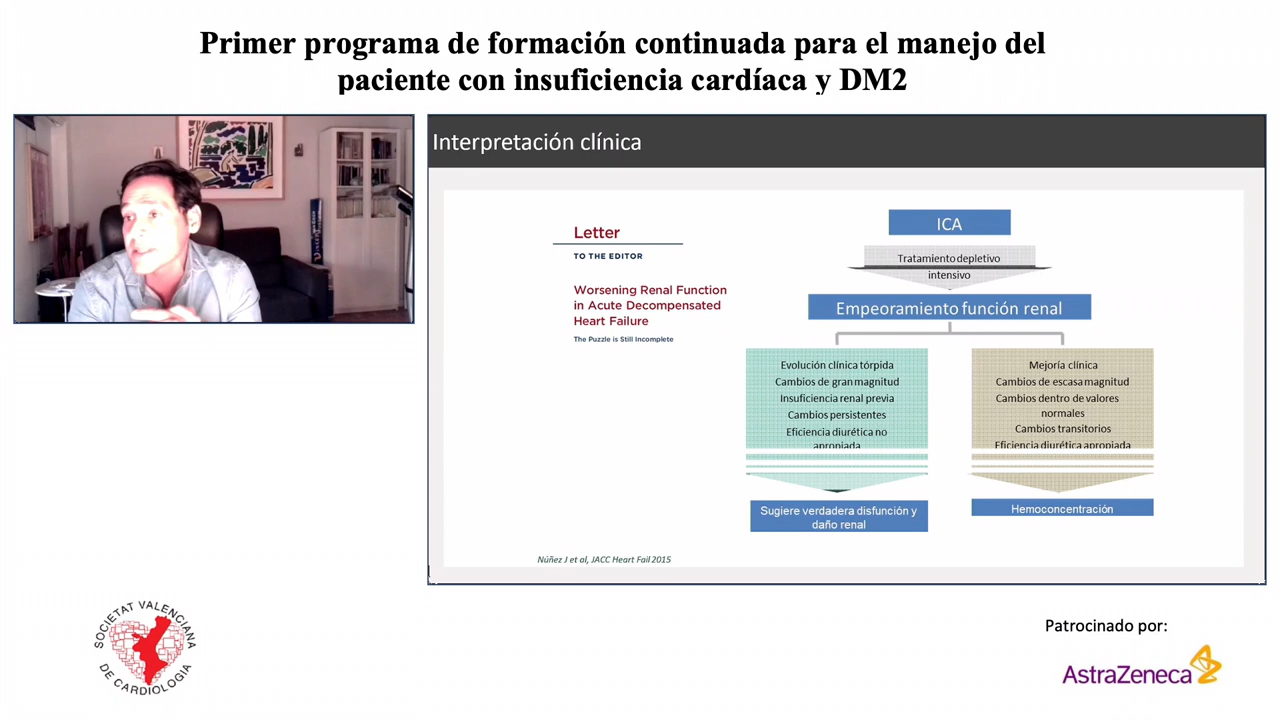 Primer programa de formación continuada para el manejo del
paciente con insuficiencia cardíaca y DM2
Interpretación clínica
Letter
TO THE EDITOR
Worsening Renal Function
in Acute Decompensated
Heart Failure
The Puzzle is Still Incomplete
ICA
Tratamiento depletivo
intensivo
Empeoramiento función renal
Evolución clínica tórpida
Cambios de gran magnitud
Insuficiencia renal previa
Cambios persistentes
Eficiencia diurética no
apropiada
Sugiere verdadera disfunción y
daño renal
Mejoría clínica
Cambios de escasa magnitud
Cambios dentro de valores
normales
Cambios transitorios
Eficiencia diurética apropiada
Hemoconcentración
Núñez J et al, JACC Heart Fail 2015
SOCIETAT VALENCIANA
DE CARDIOLOGIA
Patrocinado por:
AstraZeneca